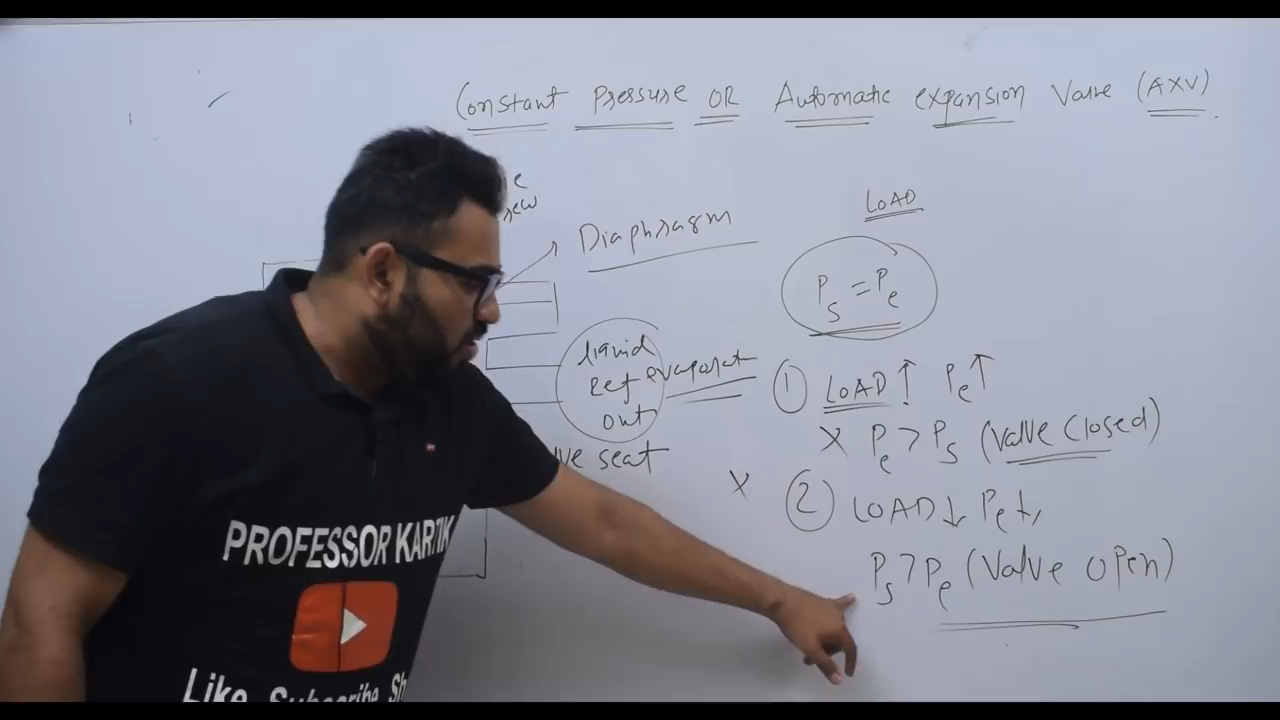 Constant Pressure OR Automatic expansion Valve (AXV)
Diaphragm
LOAD
Ps = Pe
liquid
Ref
out
evaporator
① LOAD↑ Pe↑
X Pe > Ps (Valve Closed)
seat
X
② LOAD↓ Pe↓,
Ps > Pe (Valve open)
PROFESSOR KARTIK
Like Subscribe Sh